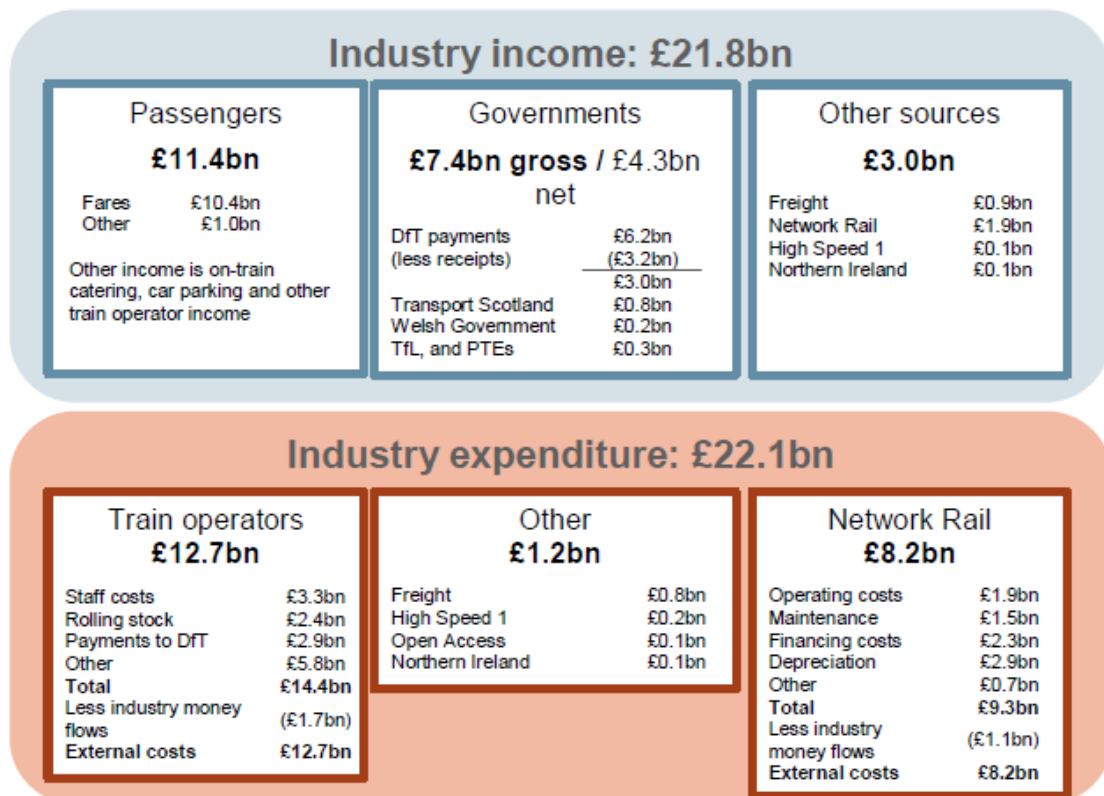 Industry income: £21.8bn
Passengers
£11.4bn
Fares £10.4bn
Other £1.0bn
Other income is on-train
catering, car parking and other
train operator income
Governments
£7.4bn gross / £4.3bn
net
DfT payments £6.2bn
(less receipts) (£3.2bn)
£3.0bn
Transport Scotland £0.8bn
Welsh Government £0.2bn
TfL, and PTEs £0.3bn
Other sources
£3.0bn
Freight £0.9bn
Network Rail £1.9bn
High Speed 1 £0.1bn
Northern Ireland £0.1bn
Industry expenditure: £22.1bn
Train operators
£12.7bn
Staff costs £3.3bn
Rolling stock £2.4bn
Payments to DfT £2.9bn
Other £5.8bn
Total £14.4bn
Less industry money
flows (£1.7bn)
External costs £12.7bn
Other
£1.2bn
Freight £0.8bn
High Speed 1 £0.2bn
Open Access £0.1bn
Northern Ireland £0.1bn
Network Rail
£8.2bn
Operating costs £1.9bn
Maintenance £1.5bn
Financing costs £2.3bn
Depreciation £2.9bn
Other £0.7bn
Total £9.3bn
Less industry
money flows (£1.1bn)
External costs £8.2bn